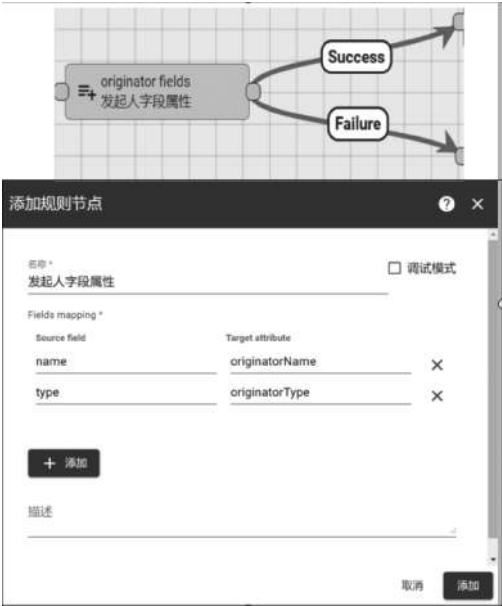 Success
originator fields
发起人字段属性
Failure
添加规则节点
名称 *
发起人字段属性
调试模式
Fields mapping *
Source field Target attribute
name originatorName
type originatorType
+ 添加
描述
取消 添加